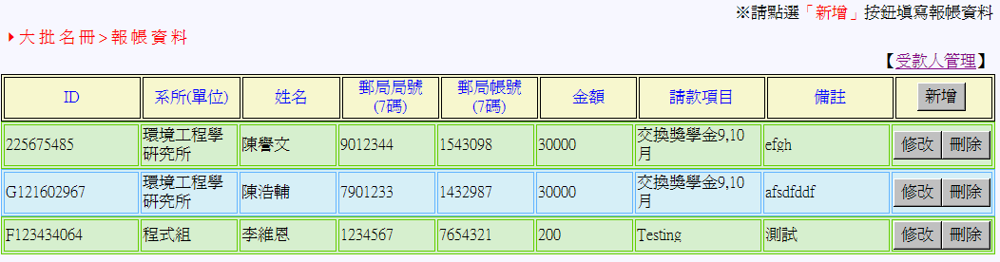 ※請點選「新增」按鈕填寫報帳資料
大批名冊>報帳資料
【受款人管理】
ID 系所(單位) 姓名 郵局局號(7碼) 郵局帳號(7碼) 金額 請款項目 備註 新增
225675485 環境工程學研究所 陳譽文 9012344 1543098 30000 交換獎學金9,10月 efgh 修改 刪除
G121602967 環境工程學研究所 陳浩輔 7901233 1432987 30000 交換獎學金9,10月 afsdfddf 修改 刪除
F123434064 程式組 李維恩 1234567 7654321 200 Testing 測試 修改 刪除